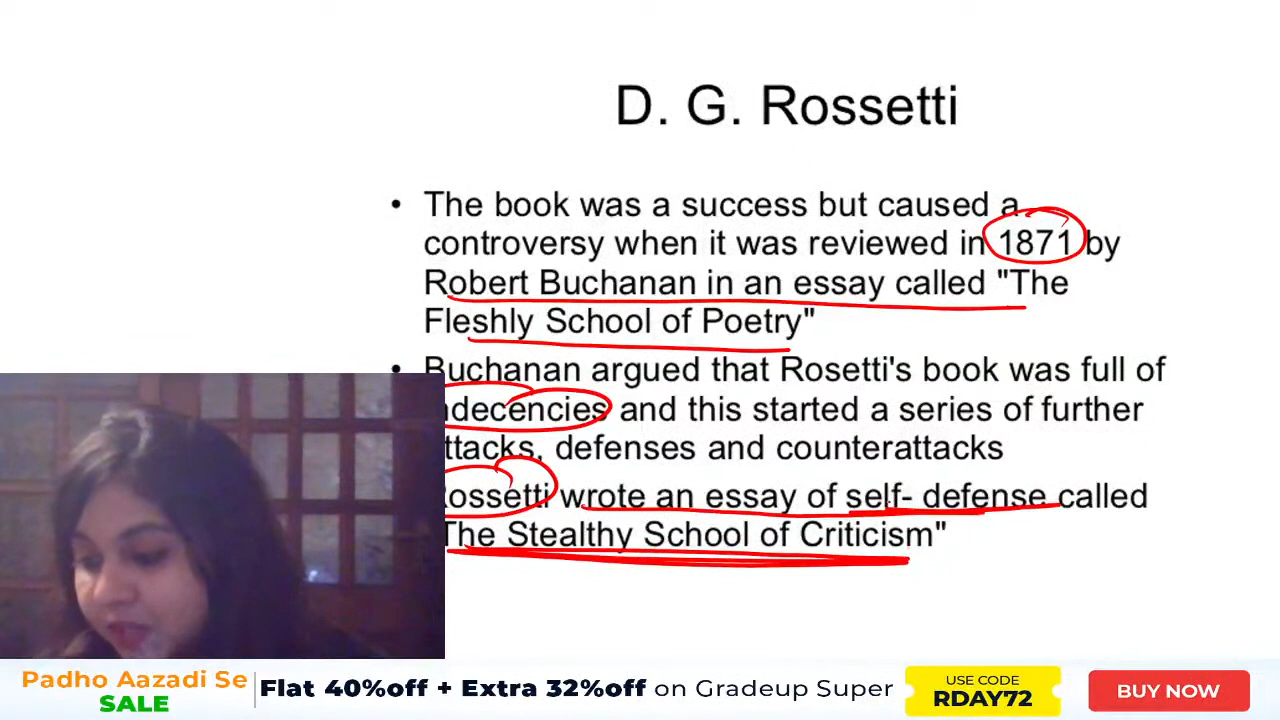 D. G. Rossetti
• The book was a success but caused a
controversy when it was reviewed in 1871 by
Robert Buchanan in an essay called "The
Fleshly School of Poetry"
• Buchanan argued that Rosetti's book was full of
and this started a series of further
defenses and counterattacks
wrote an essay of self- defense called
The Stealthy School of Criticism"
Padho Aazadi Se
SALE
Flat 40%off + Extra 32%off on Gradeup Super
USE CODE
RDAY72
BUY NOW